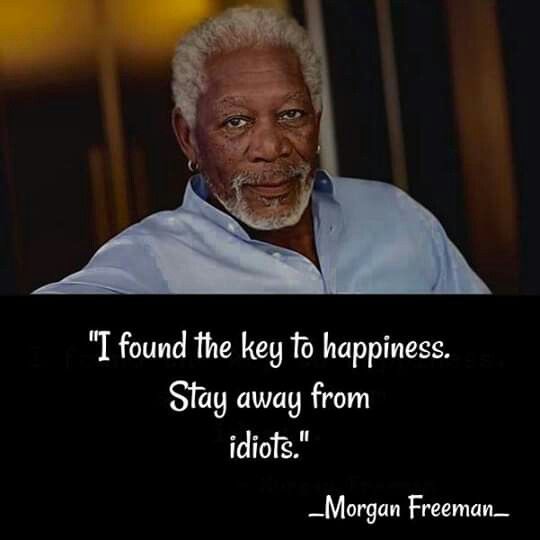 "I found the key to happiness.
Stay away from
idiots."
_Morgan Freeman_